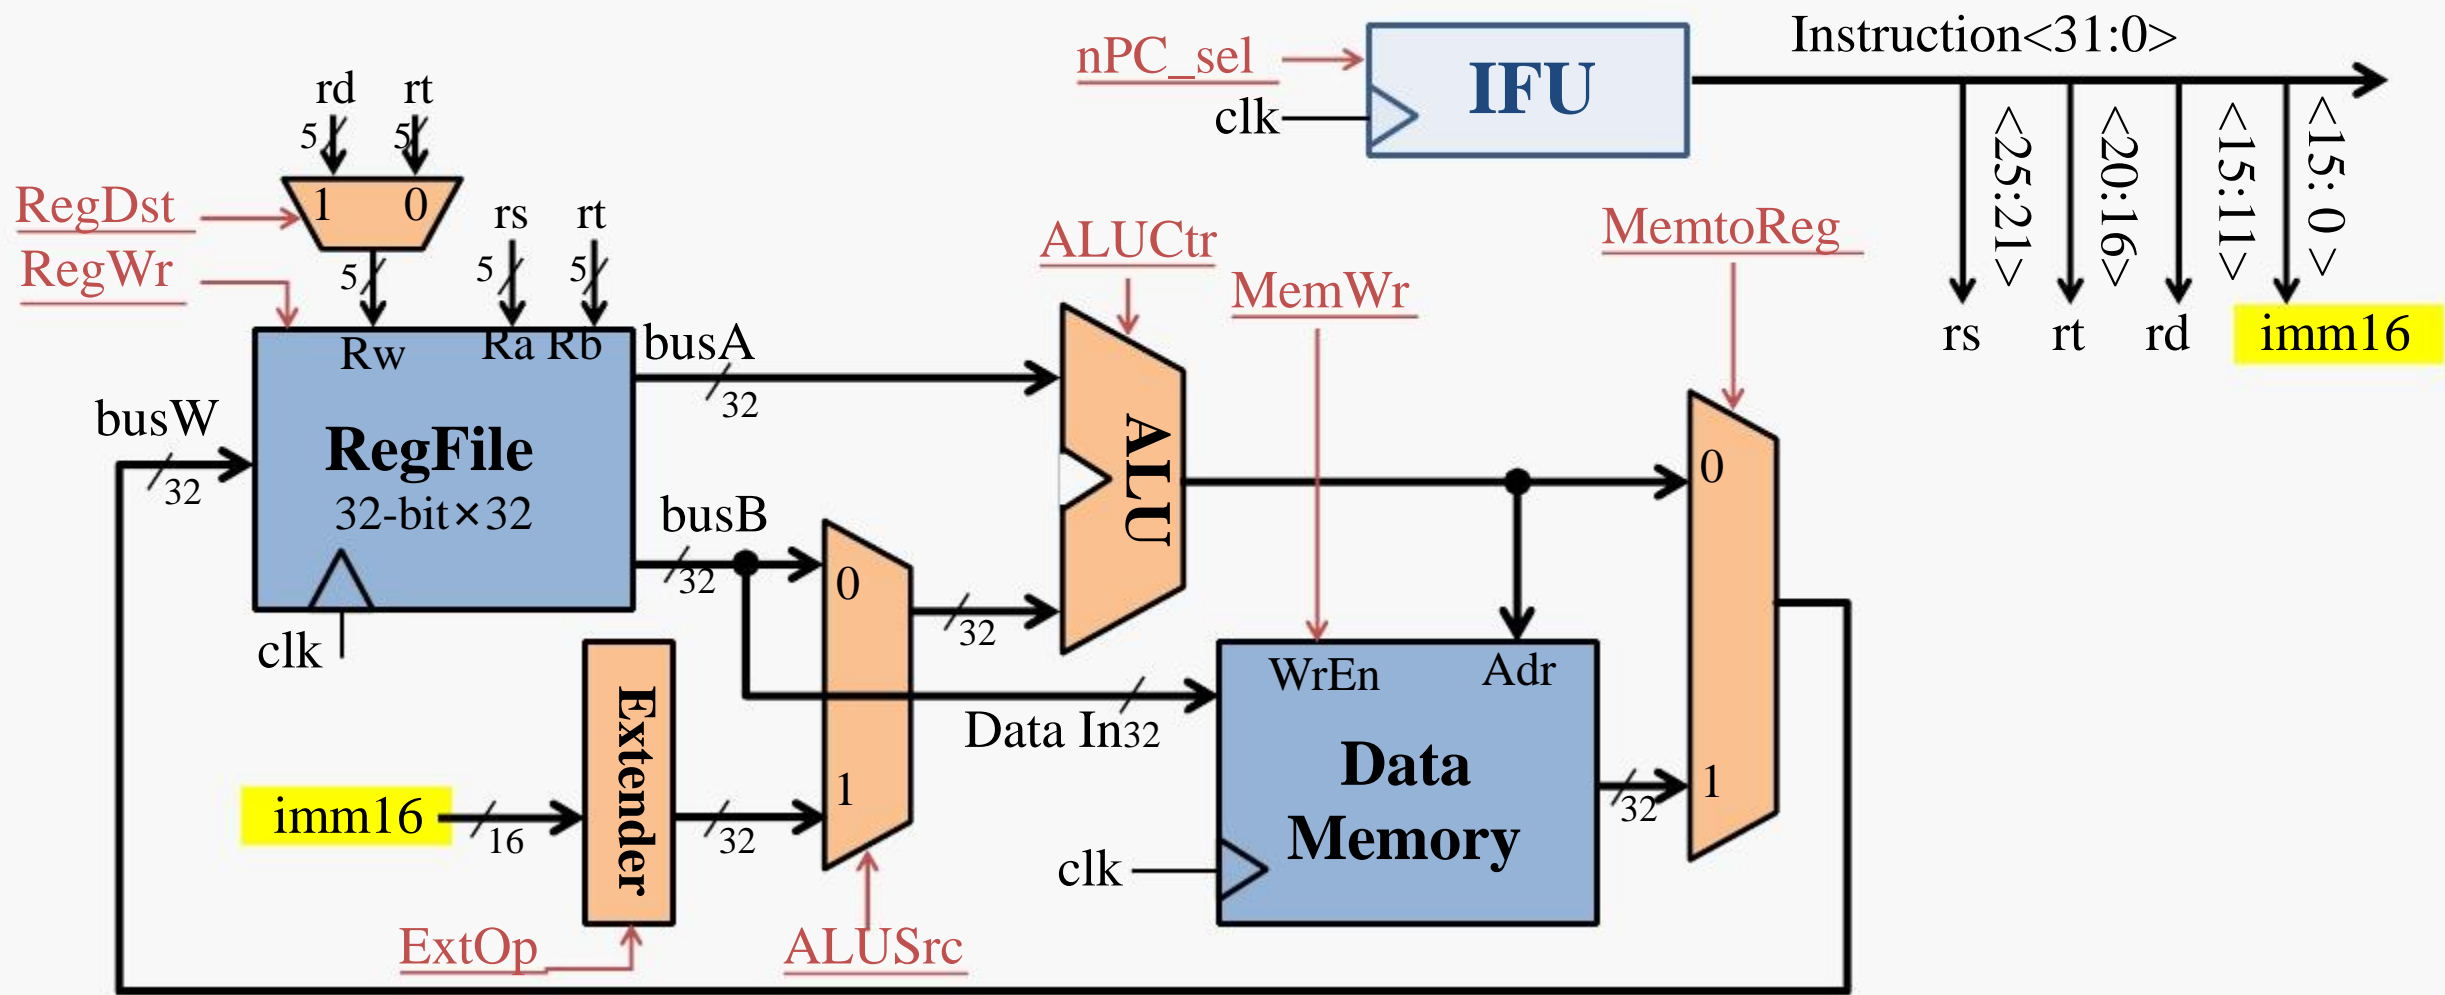 Instruction<31:0>
nPC_sel
IFU
clk
rd rt
5 5
1 0
RegDst
RegWr
5
rs rt
5 5
<25:21>
<20:16>
<15:11>
<15: 0 >
rs rt rd imm16
ALUCtr
MemWr
MemtoReg
Rw Ra Rb
busA
32
busW
32
RegFile
32-bit×32
clk
busB
32
0
1
32
ALU
0
1
Data In32
WrEn Adr
Data
Memory
clk
32
imm16
16
Extender
32
ExtOp
ALUSrc